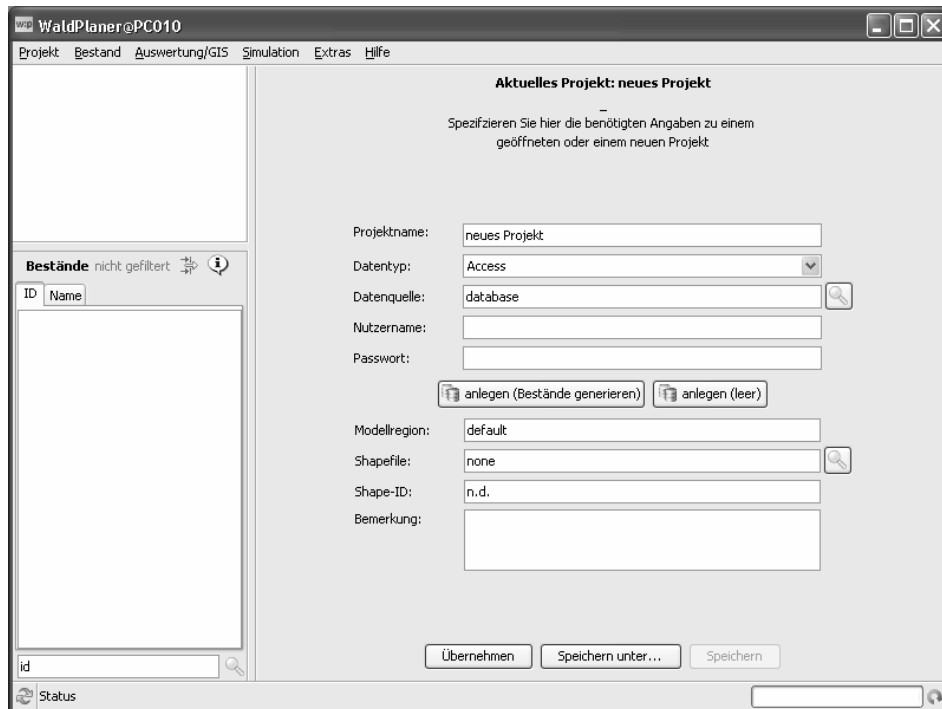 w:p WaldPlaner@PC010
Projekt Bestand Auswertung/GIS Simulation Extras Hilfe
Aktuelles Projekt: neues Projekt
Spezifzieren Sie hier die benötigten Angaben zu einem
geöffneten oder einem neuen Projekt
Projektname: neues Projekt
Bestände nicht gefiltert
Datentyp: Access
ID Name
Datenquelle: database
Nutzername:
Passwort:
anlegen (Bestände generieren) anlegen (leer)
Modellregion: default
Shapefile: none
Shape-ID: n.d.
Bemerkung:
Übernehmen Speichern unter... Speichern
id
Status